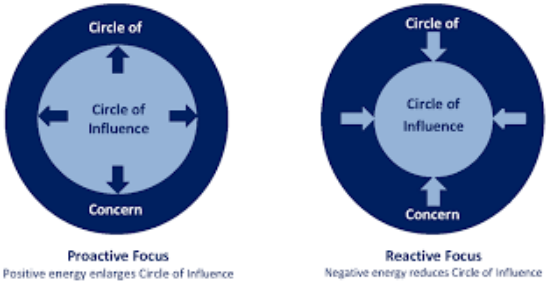 Circle of
Circle of
Influence
Concern
Proactive Focus
Positive energy enlarges Circle of Influence
Circle of
Circle of
Influence
Concern
Reactive Focus
Negative energy reduces Circle of Influence